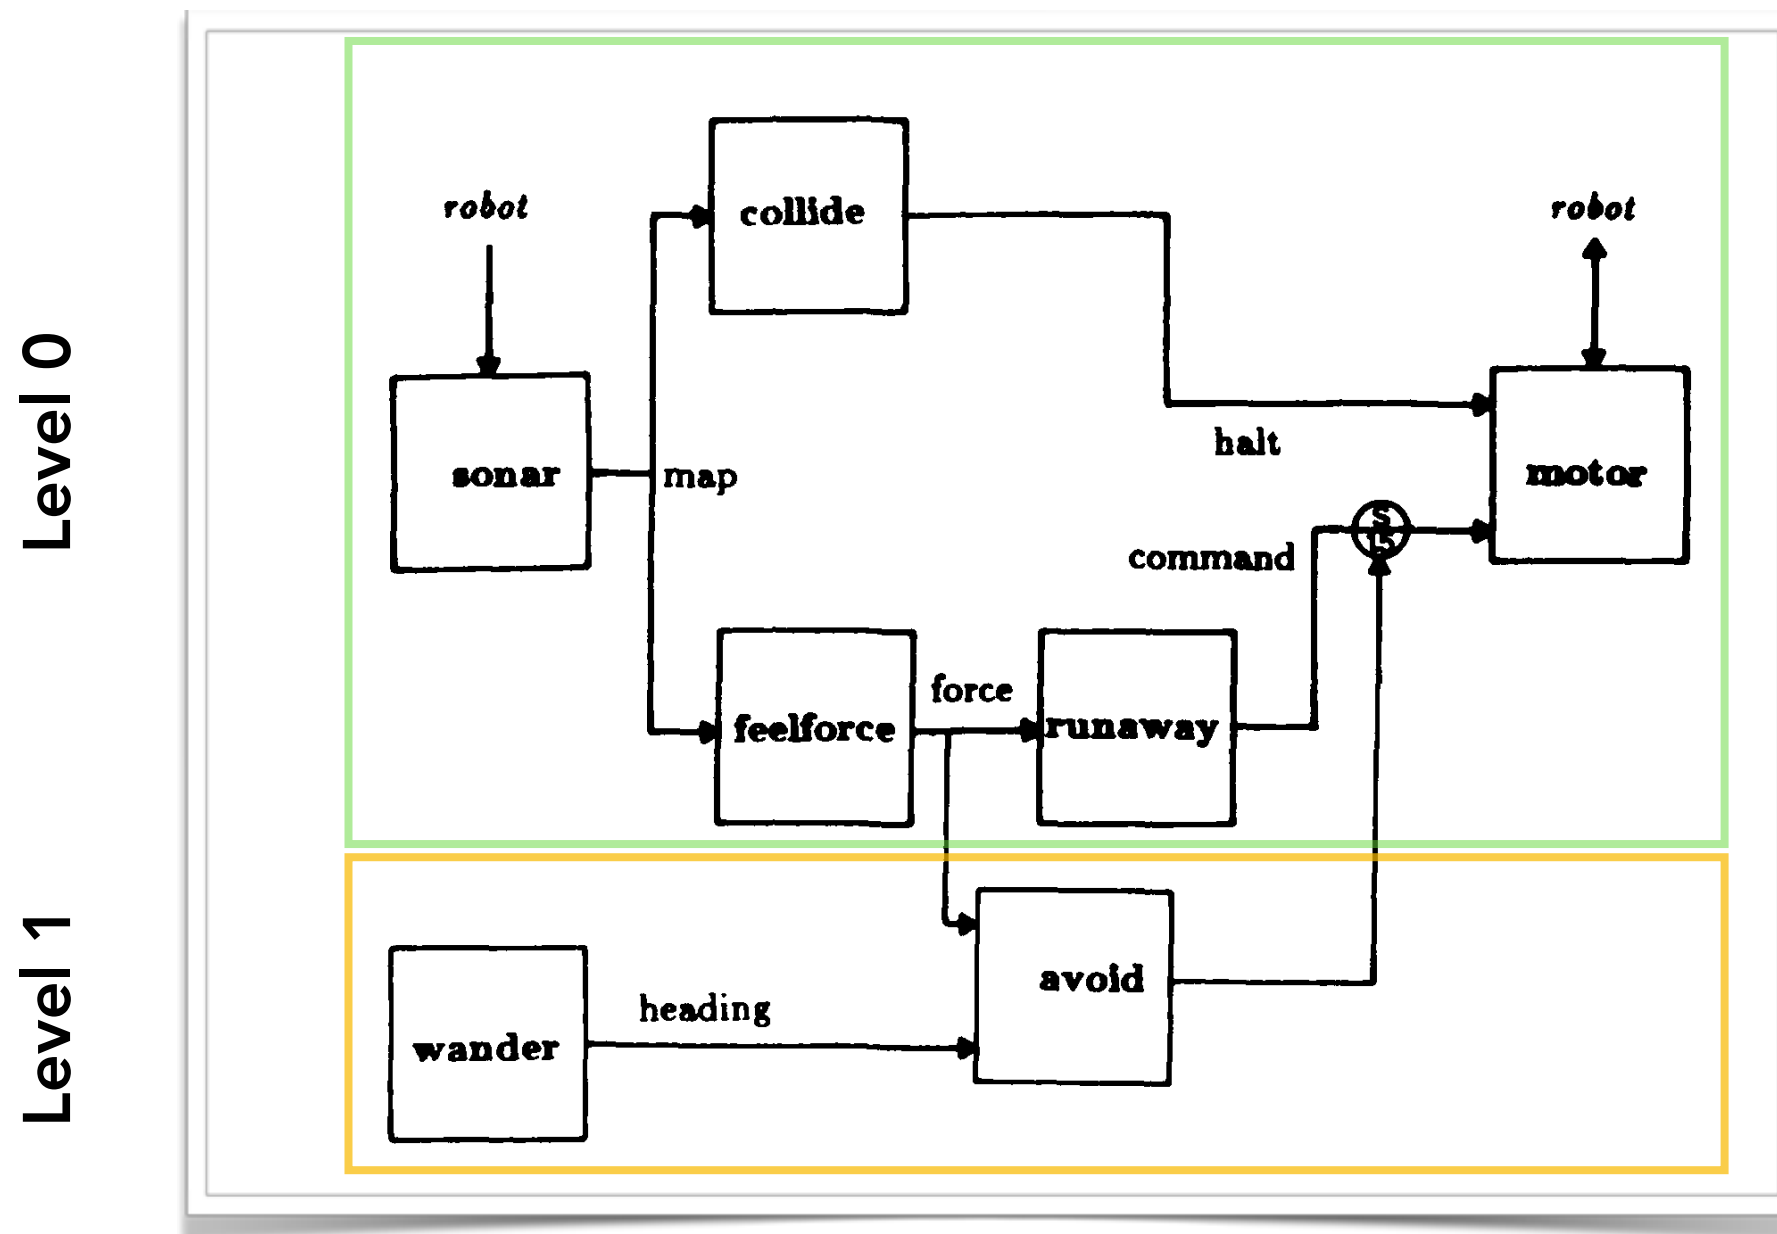 Level 0
robot
collide
robot
sonar
map
halt
motor
S
15
command
force
feelforce
runaway
Level 1
avoid
heading
wander